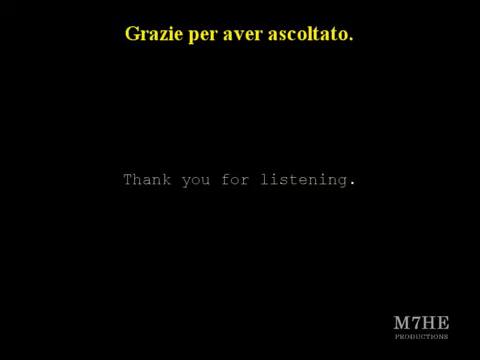 Grazie per aver ascoltato.
Thank you for listening.
M7HE
PRODUCTIONS